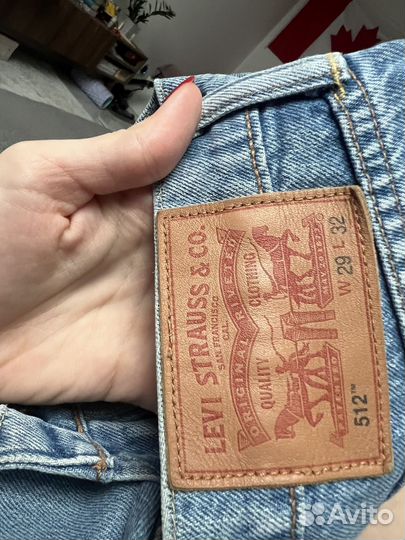 LEVI STRAUSS & CO.
SAN FRANCISCO
CAL.
ORIGINAL RIVETED
QUALITY CLOTHING
512™ W 29 L 32
Avito